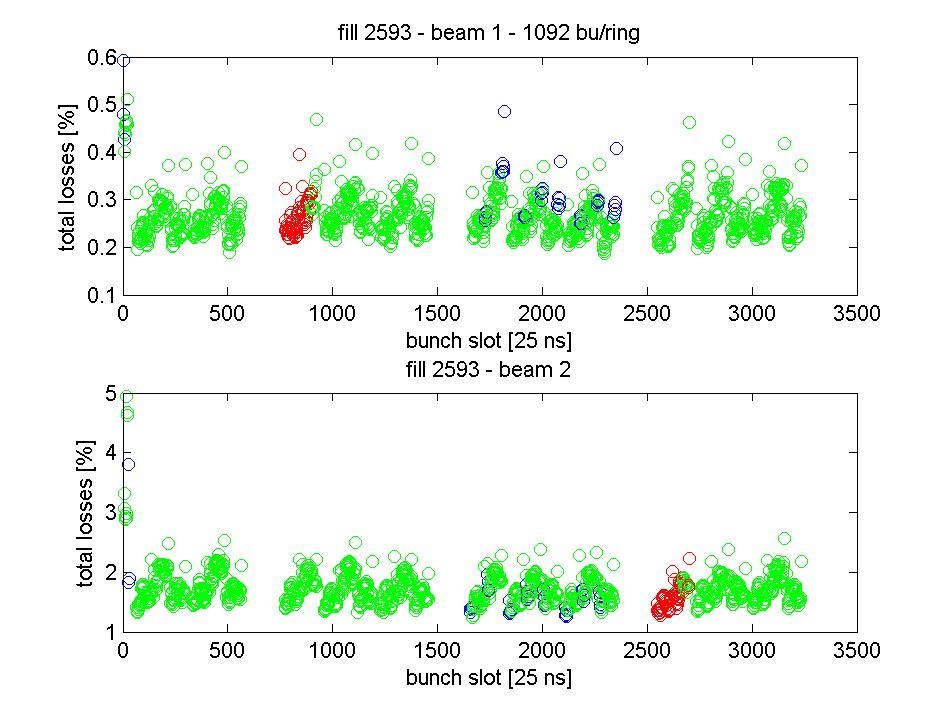 fill 2593 - beam 1 - 1092 bu/ring
total losses [%]
0.6
0.5
0.4
0.3
0.2
0.1
0 500 1000 1500 2000 2500 3000 3500
bunch slot [25 ns]
fill 2593 - beam 2
total losses [%]
5
4
3
2
1
0 500 1000 1500 2000 2500 3000 3500
bunch slot [25 ns]